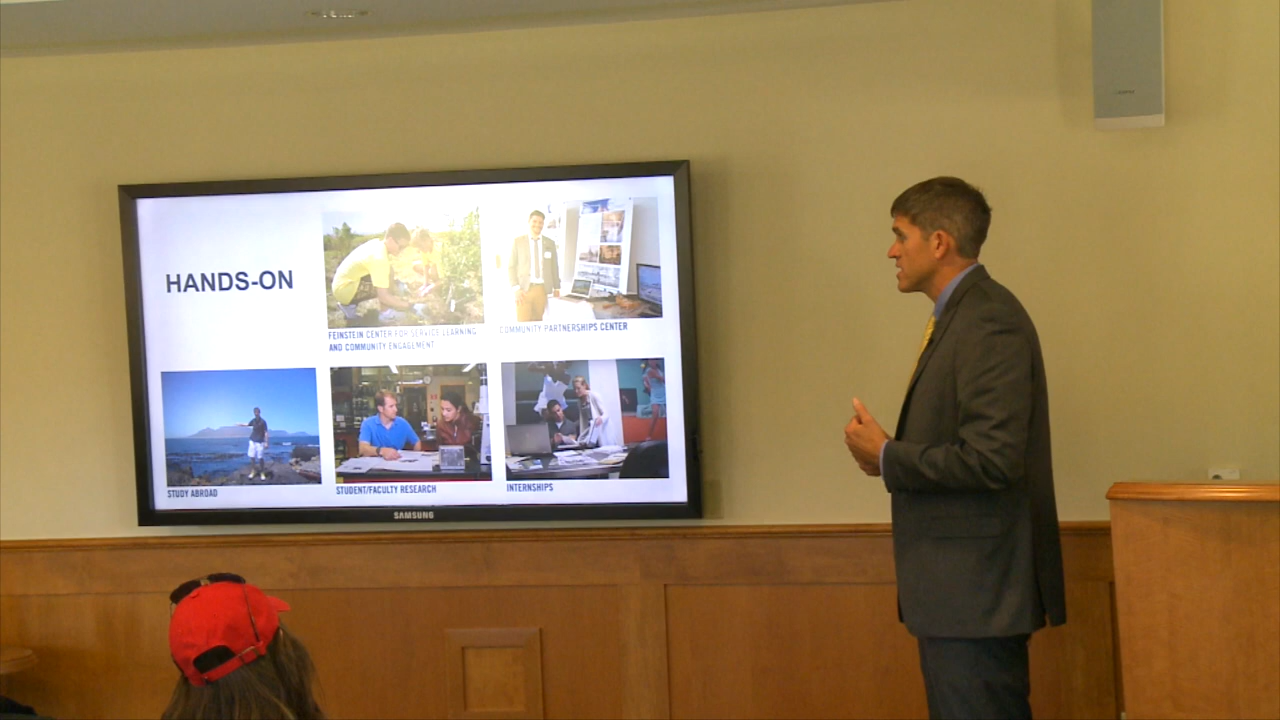 HANDS-ON
FEINSTEIN CENTER FOR SERVICE LEARNING
AND COMMUNITY ENGAGEMENT
COMMUNITY PARTNERSHIPS CENTER
STUDY ABROAD
STUDENT/FACULTY RESEARCH
INTERNSHIPS
SAMSUNG